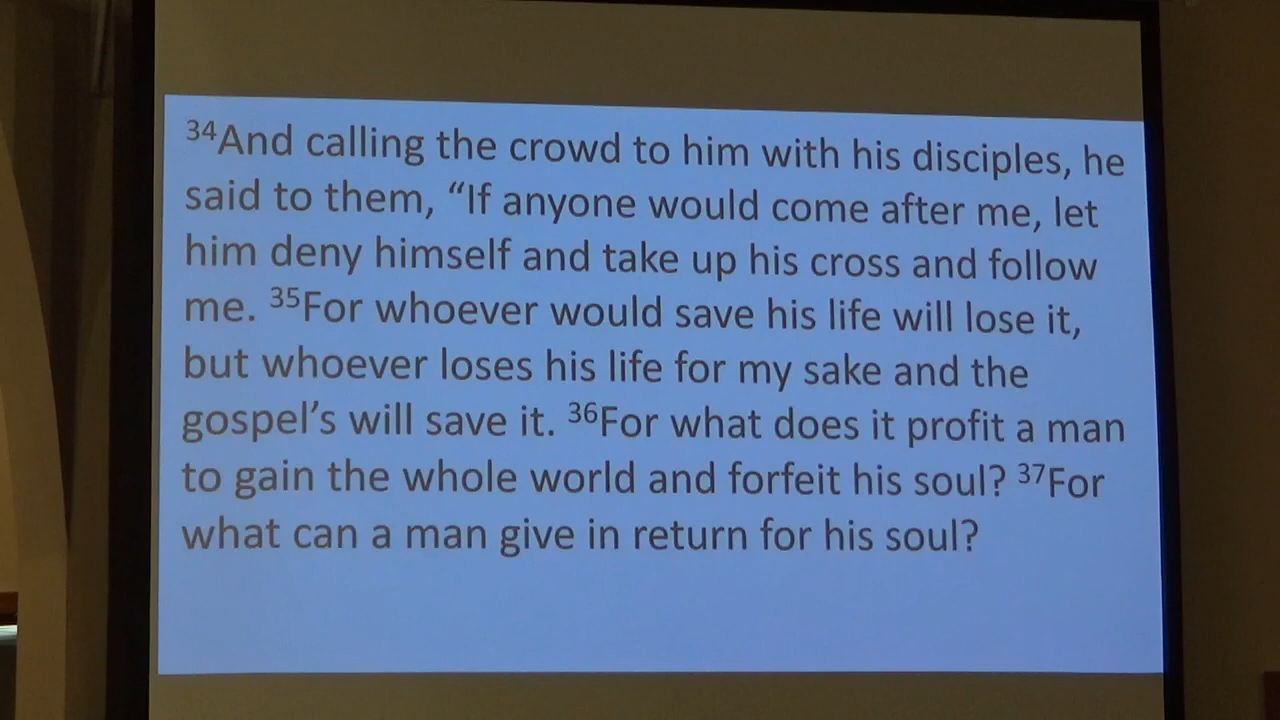 ³⁴And calling the crowd to him with his disciples, he
said to them, “If anyone would come after me, let
him deny himself and take up his cross and follow
me. ³⁵For whoever would save his life will lose it,
but whoever loses his life for my sake and the
gospel’s will save it. ³⁶For what does it profit a man
to gain the whole world and forfeit his soul? ³⁷For
what can a man give in return for his soul?